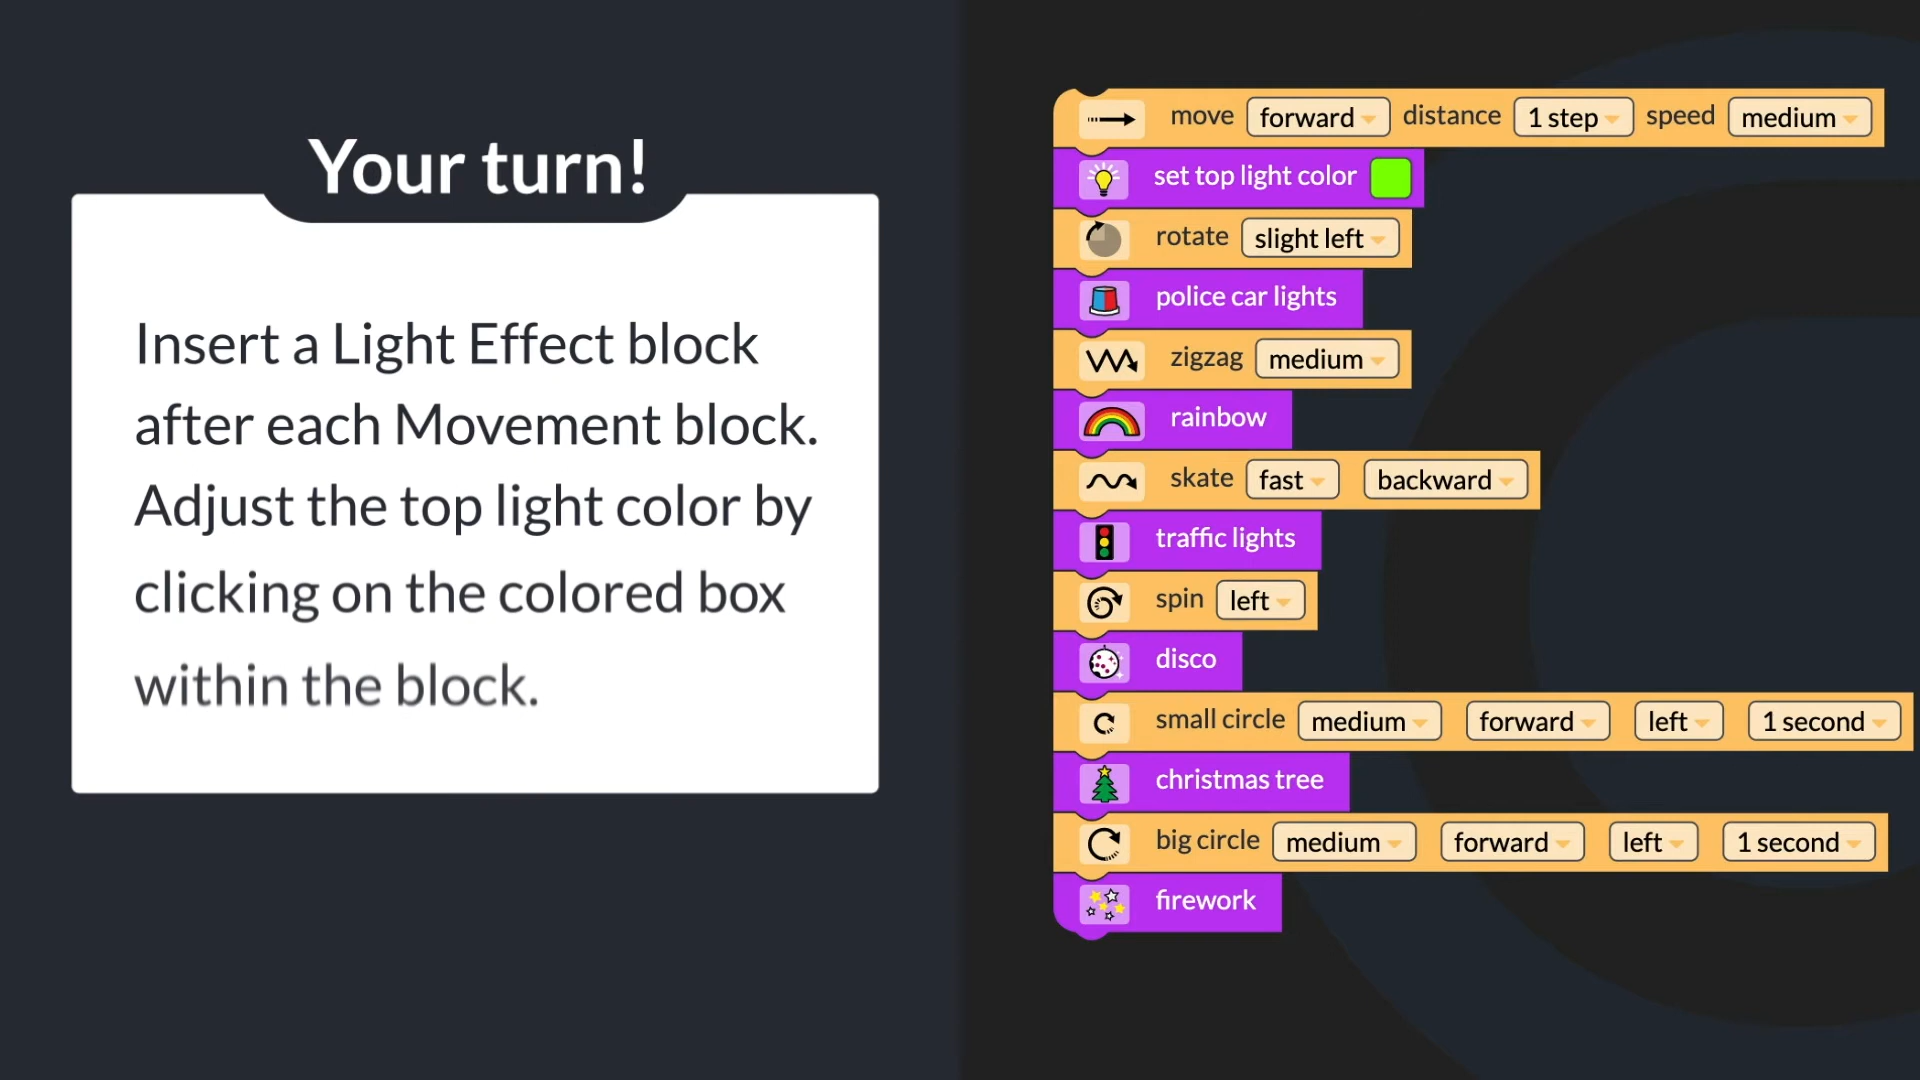 Your turn!
Insert a Light Effect block
after each Movement block.
Adjust the top light color by
clicking on the colored box
within the block.
move forward distance 1 step speed medium
set top light color
rotate slight left
police car lights
zigzag medium
rainbow
skate fast backward
traffic lights
spin left
disco
small circle medium forward left 1 second
christmas tree
big circle medium forward left 1 second
firework